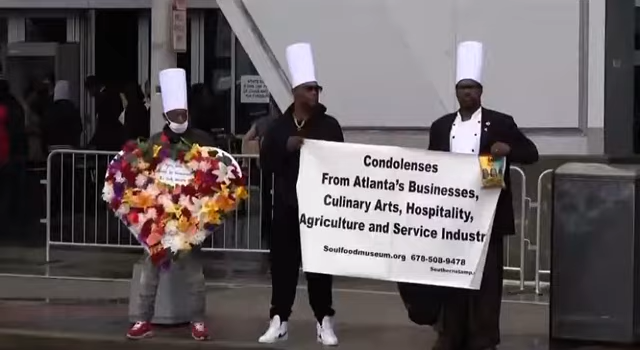 Condolenses
From Atlanta's Businesses,
Culinary Arts, Hospitality,
Agriculture and Service Industr
Soulfoodmuseum.org 678-508-9478